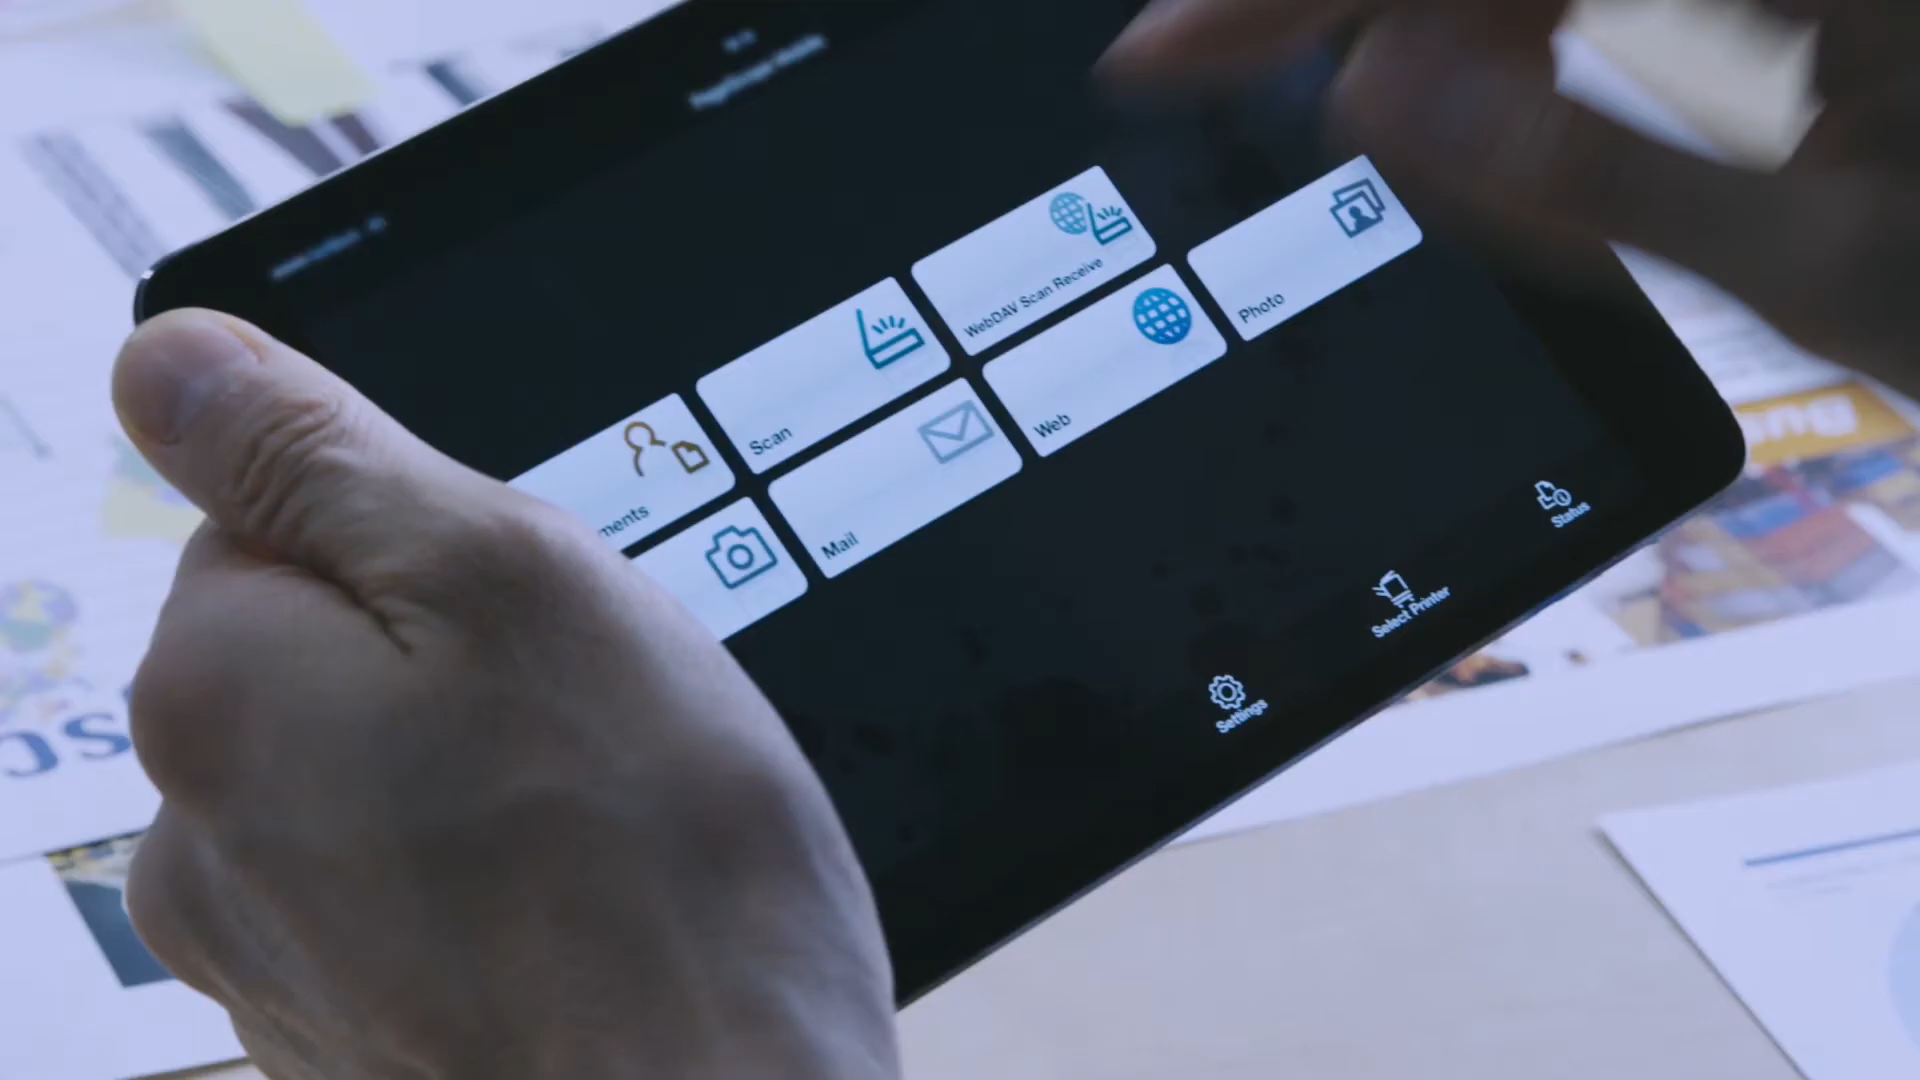 WebDAV Scan Receive
Photo
Scan
Web
ments
Mail
Status
Select Printer
Settings